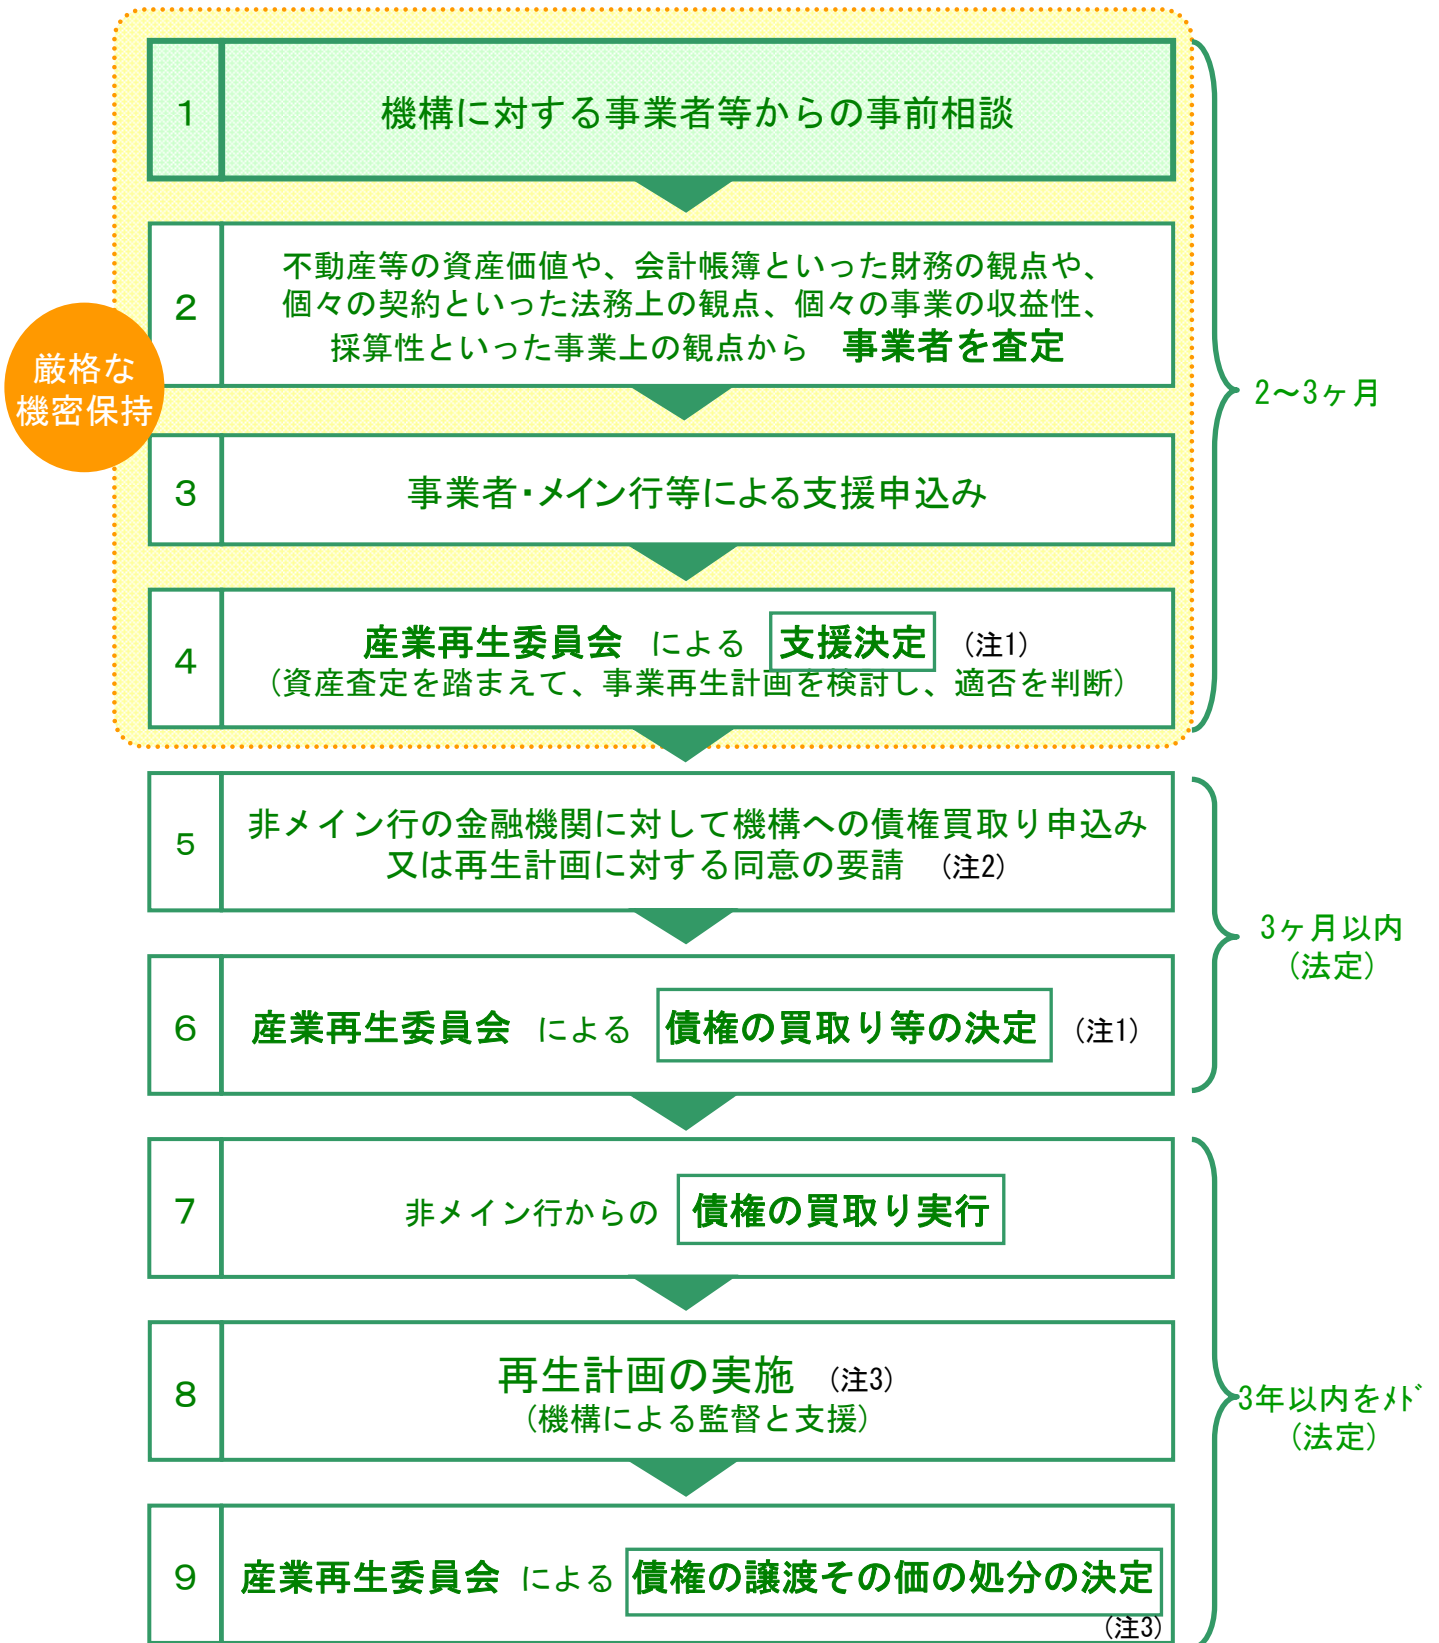 1
機構に対する事業者等からの事前相談
2
不動産等の資産価値や、会計帳簿といった財務の観点や、
個々の契約といった法務上の観点、個々の事業の収益性、
採算性といった事業上の観点から 事業者を査定
厳格な
機密保持
2～3ヶ月
3
事業者・メイン行等による支援申込み
4
産業再生委員会 による 支援決定 (注1)
(資産査定を踏まえて、事業再生計画を検討し、適否を判断)
5
非メイン行の金融機関に対して機構への債権買取り申込み
又は再生計画に対する同意の要請 (注2)
3ヶ月以内
(法定)
6
産業再生委員会 による 債権の買取り等の決定 (注1)
7
非メイン行からの 債権の買取り実行
8
再生計画の実施 (注3)
(機構による監督と支援)
3年以内をﾒﾄﾞ
(法定)
9
産業再生委員会 による 債権の譲渡その価の処分の決定
(注3)